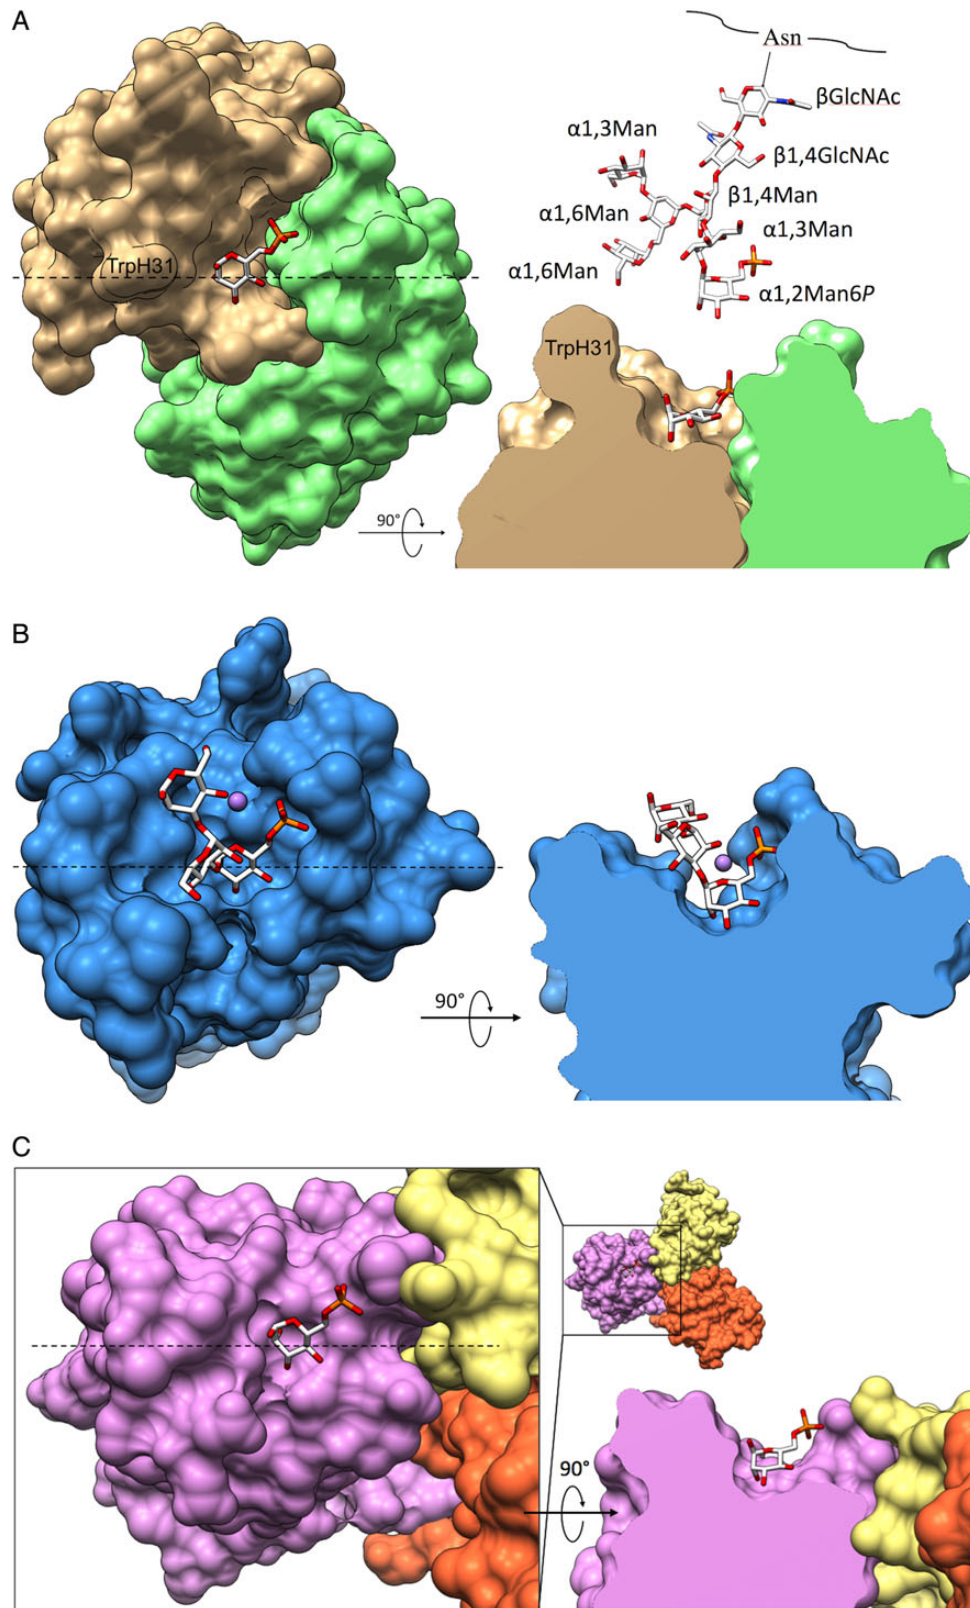 A
Asn
βGlcNAc
α1,3Man
β1,4GlcNAc
β1,4Man
α1,6Man
α1,3Man
α1,6Man
α1,2Man6P
TrpH31
TrpH31
90°
B
90°
C
90°